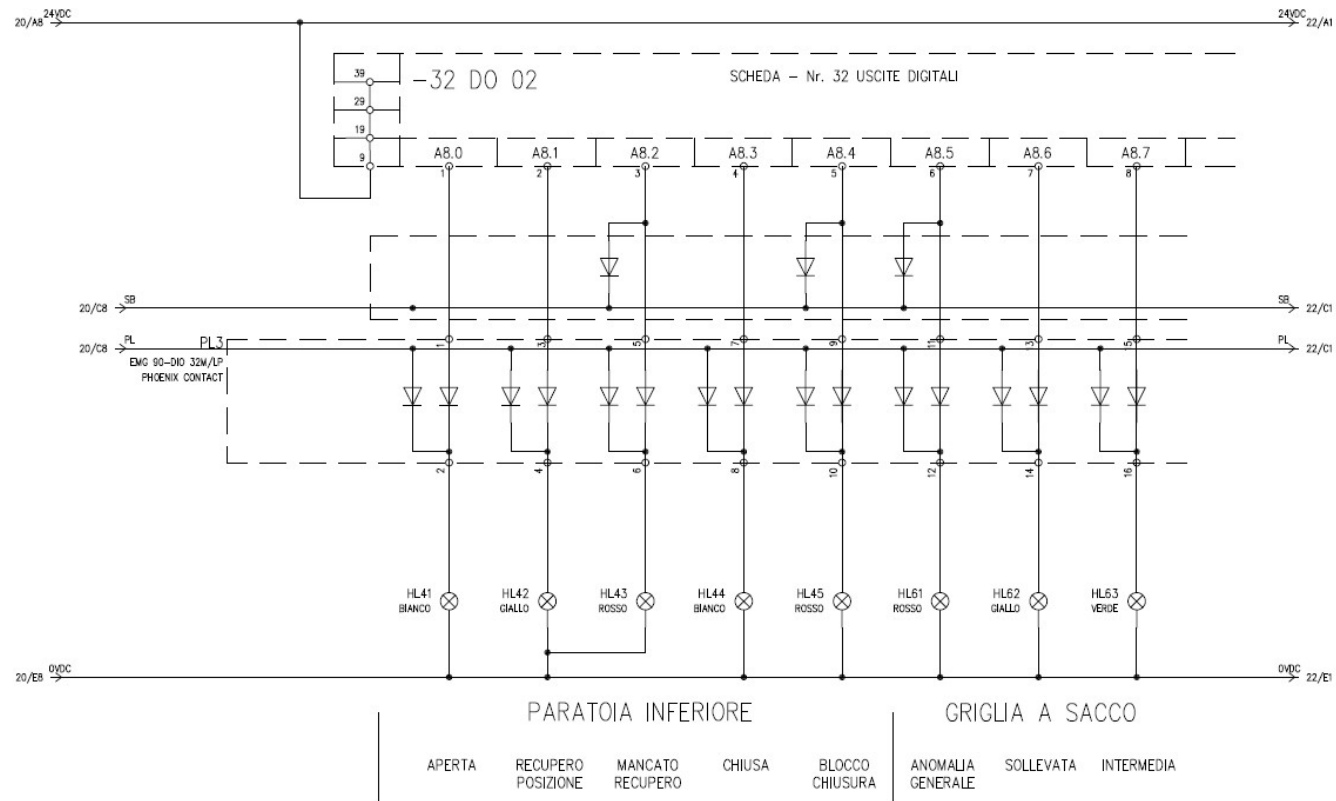 24VDC
20/A8
24VDC
22/A1
39
-32 DO 02
SCHEDA - Nr. 32 USCITE DIGITALI
29
19
9
A8.0
A8.1
A8.2
A8.3
A8.4
A8.5
A8.6
A8.7
1
2
3
4
5
6
7
8
20/C8
SB
SB
22/C1
20/C8
PL
PL3
PL
22/C1
EMG 90-DIO 32M/LP
PHOENIX CONTACT
1
3
5
7
9
11
13
15
2
4
6
8
10
12
14
16
HL41
BIANCO
HL42
GIALLO
HL43
ROSSO
HL44
BIANCO
HL45
ROSSO
HL61
ROSSO
HL62
GIALLO
HL63
VERDE
20/E8
0VDC
0VDC
22/E1
PARATOIA INFERIORE
GRIGLIA A SACCO
APERTA
RECUPERO
POSIZIONE
MANCATO
RECUPERO
CHIUSA
BLOCCO
CHIUSURA
ANOMALIA
GENERALE
SOLLEVATA
INTERMEDIA